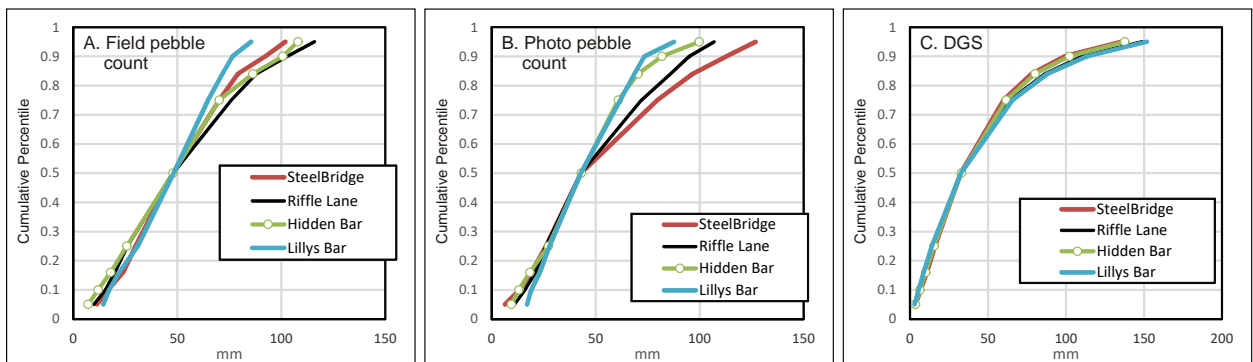 A. Field pebble
count
Cumulative Percentile
1
0.9
0.8
0.7
0.6
0.5
0.4
0.3
0.2
0.1
0
0
50
100
150
mm
SteelBridge
Riffle Lane
Hidden Bar
Lillys Bar
B. Photo pebble
count
Cumulative Percentile
1
0.9
0.8
0.7
0.6
0.5
0.4
0.3
0.2
0.1
0
0
50
100
150
mm
SteelBridge
Riffle Lane
Hidden Bar
Lillys Bar
C. DGS
Cumulative Percentile
1
0.9
0.8
0.7
0.6
0.5
0.4
0.3
0.2
0.1
0
0
50
100
150
200
mm
SteelBridge
Riffle Lane
Hidden Bar
Lillys Bar